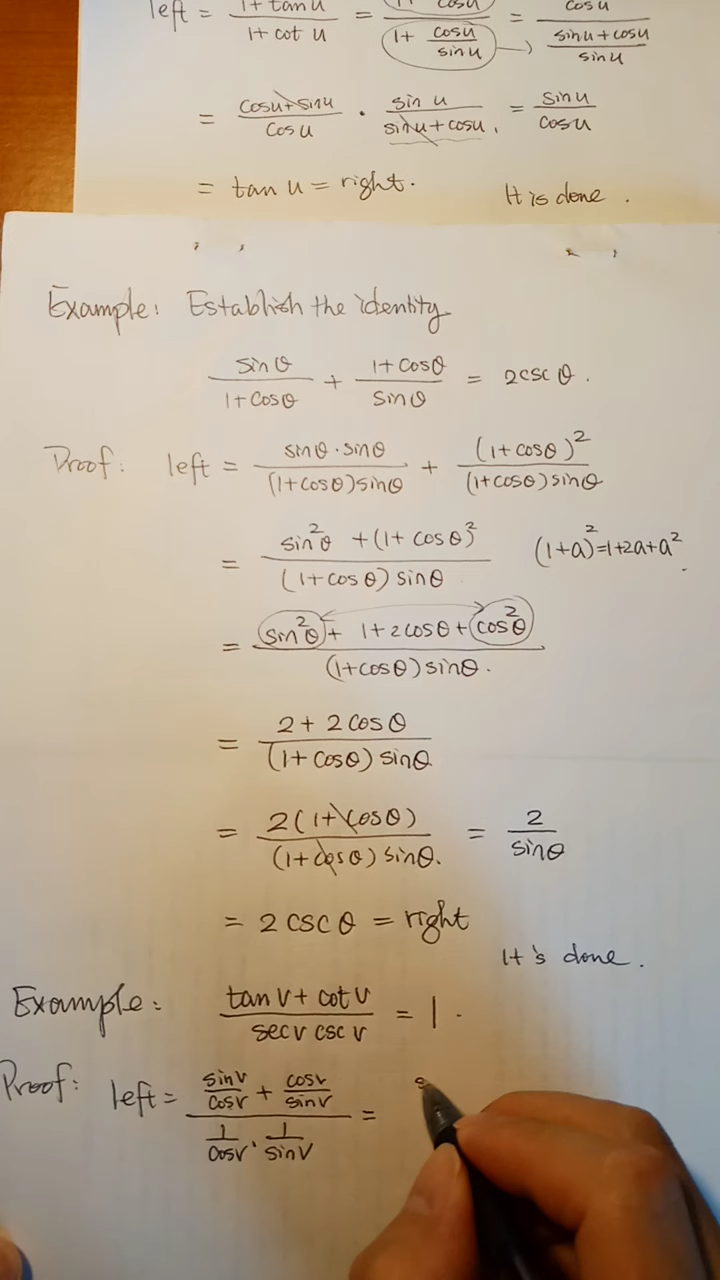 left = (1 + tan u)/(1 + cot u) = / (1 + cos u/sin u) = (/cos u)/((sin u + cos u)/sin u)
= (cos u + sin u)/cos u · sin u/(sin u + cos u) = sin u/cos u
= tan u = right. It is done.
Example: Establish the identity
sin θ/(1 + cos θ) + (1 + cos θ)/sin θ = 2 csc θ.
Proof: left = sin θ · sin θ/((1 + cos θ) sin θ) + (1 + cos θ)²/((1 + cos θ) sin θ)
= (sin²θ + (1 + cos θ)²)/((1 + cos θ) sin θ) (1 + a)² = 1 + 2a + a².
= (sin²θ + 1 + 2 cos θ + cos²θ)/((1 + cos θ) sin θ).
= (2 + 2 cos θ)/((1 + cos θ) sin θ)
= 2(1 + cos θ)/((1 + cos θ) sin θ) = 2/sin θ
= 2 csc θ = right
It's done.
Example: (tan v + cot v)/(sec v csc v) = 1.
Proof: left = (sin v/cos v + cos v/sin v)/(1/cos v · 1/sin v) =